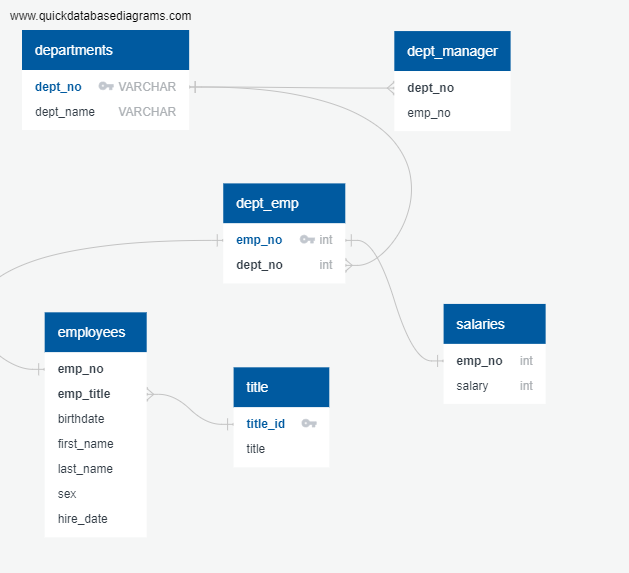 www.quickdatabasediagrams.com
departments
dept_no VARCHAR
dept_name VARCHAR
dept_manager
dept_no
emp_no
dept_emp
emp_no int
dept_no int
employees
emp_no
emp_title
birthdate
first_name
last_name
sex
hire_date
title
title_id
title
salaries
emp_no int
salary int